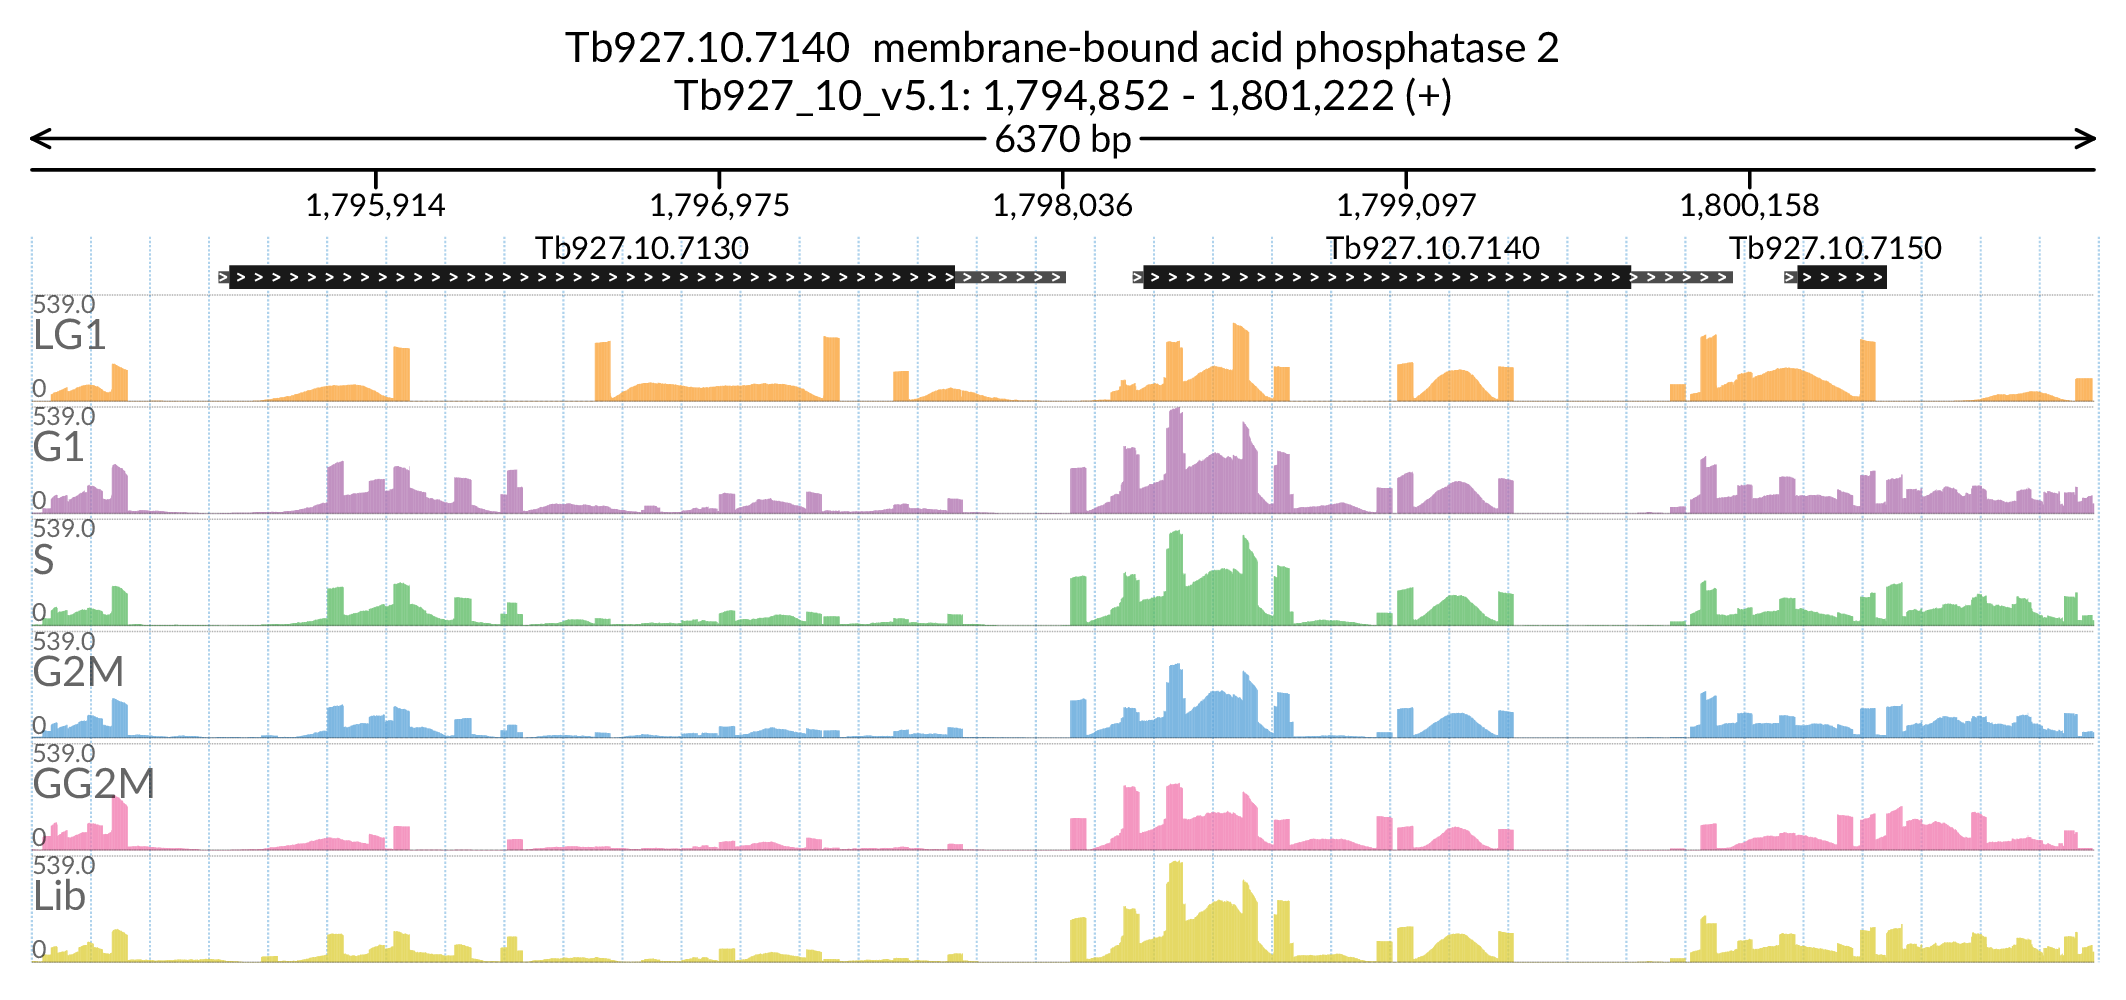 Tb927.10.7140  membrane-bound acid phosphatase 2
Tb927_10_v5.1: 1,794,852 - 1,801,222 (+)
6370 bp
1,795,914 1,796,975 1,798,036 1,799,097 1,800,158
Tb927.10.7130 Tb927.10.7140 Tb927.10.7150
539.0
LG1
0
539.0
G1
0
539.0
S
0
539.0
G2M
0
539.0
GG2M
0
539.0
Lib
0